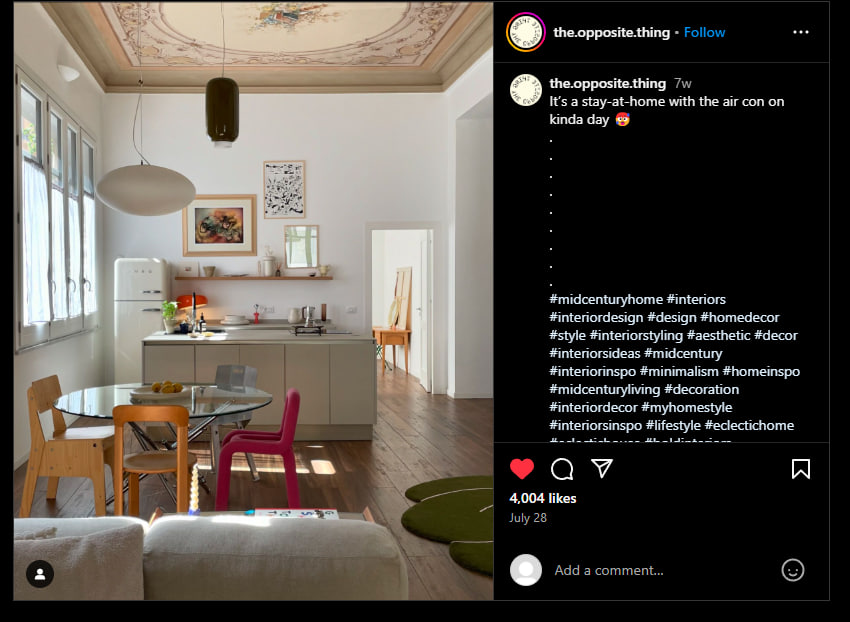 the.opposite.thing • Follow
the.opposite.thing 7w
It's a stay-at-home with the air con on
kinda day 🥵
.
.
.
.
.
.
.
.
.
#midcenturyhome #interiors
#interiordesign #design #homedecor
#style #interiorstyling #aesthetic #decor
#interiorsideas #midcentury
#interiorinspo #minimalism #homeinspo
#midcenturyliving #decoration
#interiordecor #myhomestyle
#interiorsinspo #lifestyle #eclectichome
4,004 likes
July 28
Add a comment...